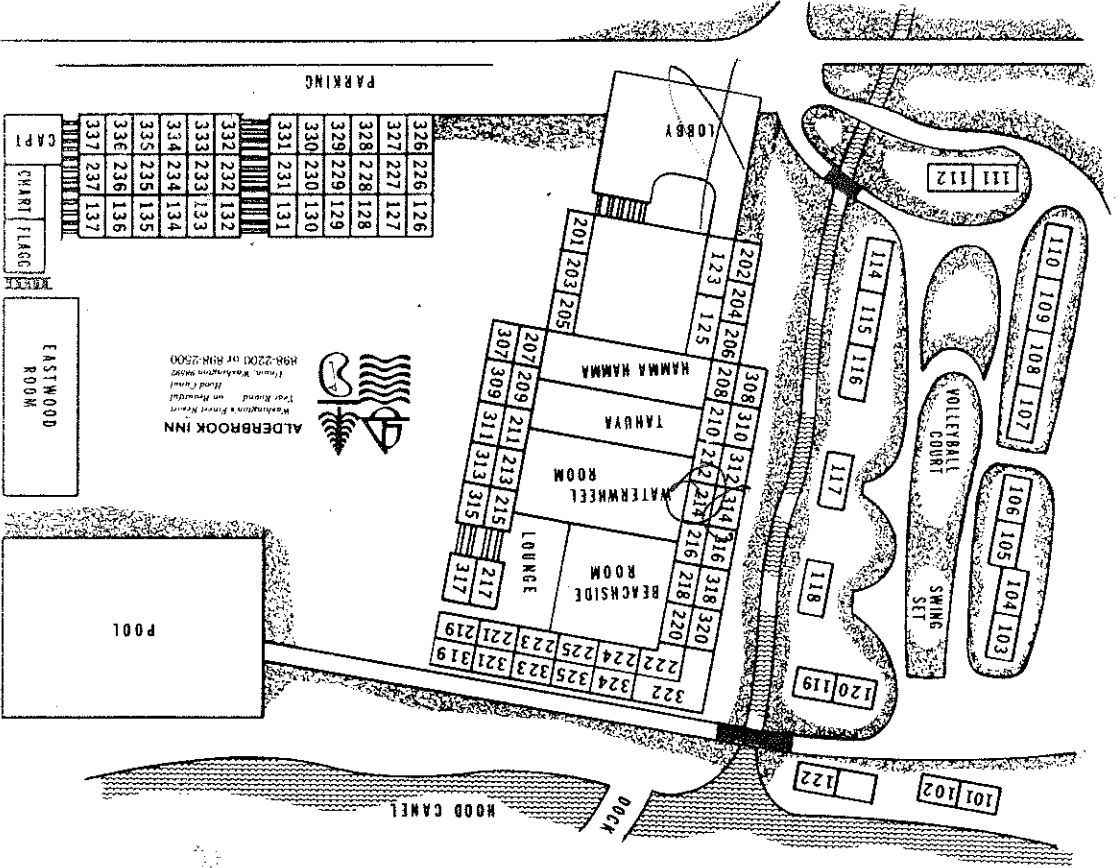 PARKING
LOBBY
CAPT
CHART
FLAGG
337 336 335 334 333 332
237 236 235 234 233 232
137 136 135 134 133 132
331 330 329 328 327 326
231 230 229 228 227 226
131 130 129 128 127 126
EASTWOOD
ROOM
POOL
ALDERBROOK INN
Washington's Finest Resort
Year Round on Beautiful
Hood Canal
Union, Washington 98592
898-2200 or 898-2500
201 203 205
207 209 211 213 215 217
307 309 311 313 315 317
123 125
202 204 206 208 210 212 214 216 218 220
308 310 312 314 316 318 320
HAMMA HAMMA
TAHUYA
WATERWHEEL
ROOM
BEACHSIDE
ROOM
LOUNGE
219 221 223 225 224 222
319 321 323 325 324 322
112 111
114 115 116
117
118
120 119
122
102 101
110 109 108 107
106 105 104 103
VOLLEYBALL
COURT
SWING
SET
HOOD CANEL
DOCK